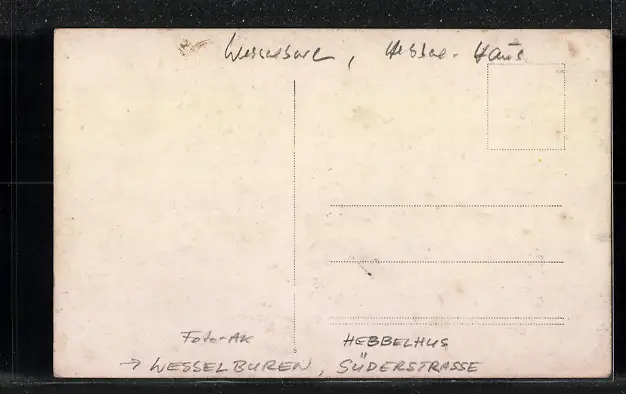 Wesselburen, Hebbel-Haus
Foto-AK
HEBBELHUS
→ WESSELBUREN, SÜDERSTRASSE